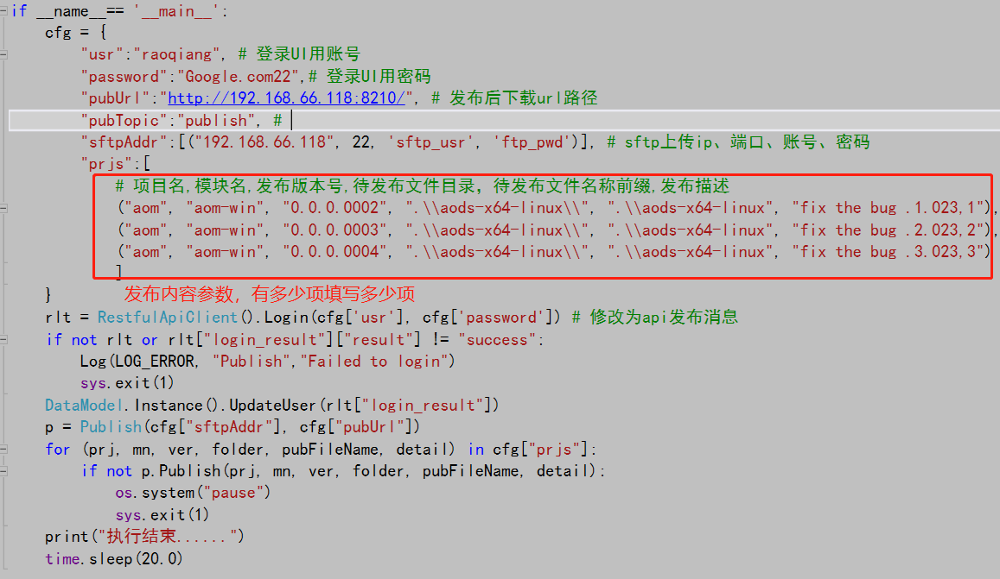 if __name__== '__main__':
    cfg = {
        "usr":"raoqiang", # 登录UI用账号
        "password":"Google.com22",# 登录UI用密码
        "pubUrl":"http://192.168.66.118:8210/", # 发布后下载url路径
        "pubTopic":"publish", #
        "sftpAddr":[("192.168.66.118", 22, 'sftp_usr', 'ftp_pwd')], # sftp上传ip、端口、账号、密码
        "prjs":[
            # 项目名,模块名,发布版本号,待发布文件目录，待发布文件名称前缀,发布描述
            ("aom", "aom-win", "0.0.0.0002", ".\\aods-x64-linux\\", ".\\aods-x64-linux", "fix the bug .1.023,1"),
            ("aom", "aom-win", "0.0.0.0003", ".\\aods-x64-linux\\", ".\\aods-x64-linux", "fix the bug .2.023,2"),
            ("aom", "aom-win", "0.0.0.0004", ".\\aods-x64-linux\\", ".\\aods-x64-linux", "fix the bug .3.023,3")
            ]
    } 发布内容参数，有多少项填写多少项
    rlt = RestfulApiClient().Login(cfg['usr'], cfg['password']) # 修改为api发布消息
    if not rlt or rlt["login_result"]["result"] != "success":
        Log(LOG_ERROR, "Publish","Failed to login")
        sys.exit(1)
    DataModel.Instance().UpdateUser(rlt["login_result"])
    p = Publish(cfg["sftpAddr"], cfg["pubUrl"])
    for (prj, mn, ver, folder, pubFileName, detail) in cfg["prjs"]:
        if not p.Publish(prj, mn, ver, folder, pubFileName, detail):
            os.system("pause")
            sys.exit(1)
    print("执行结束......")
    time.sleep(20.0)